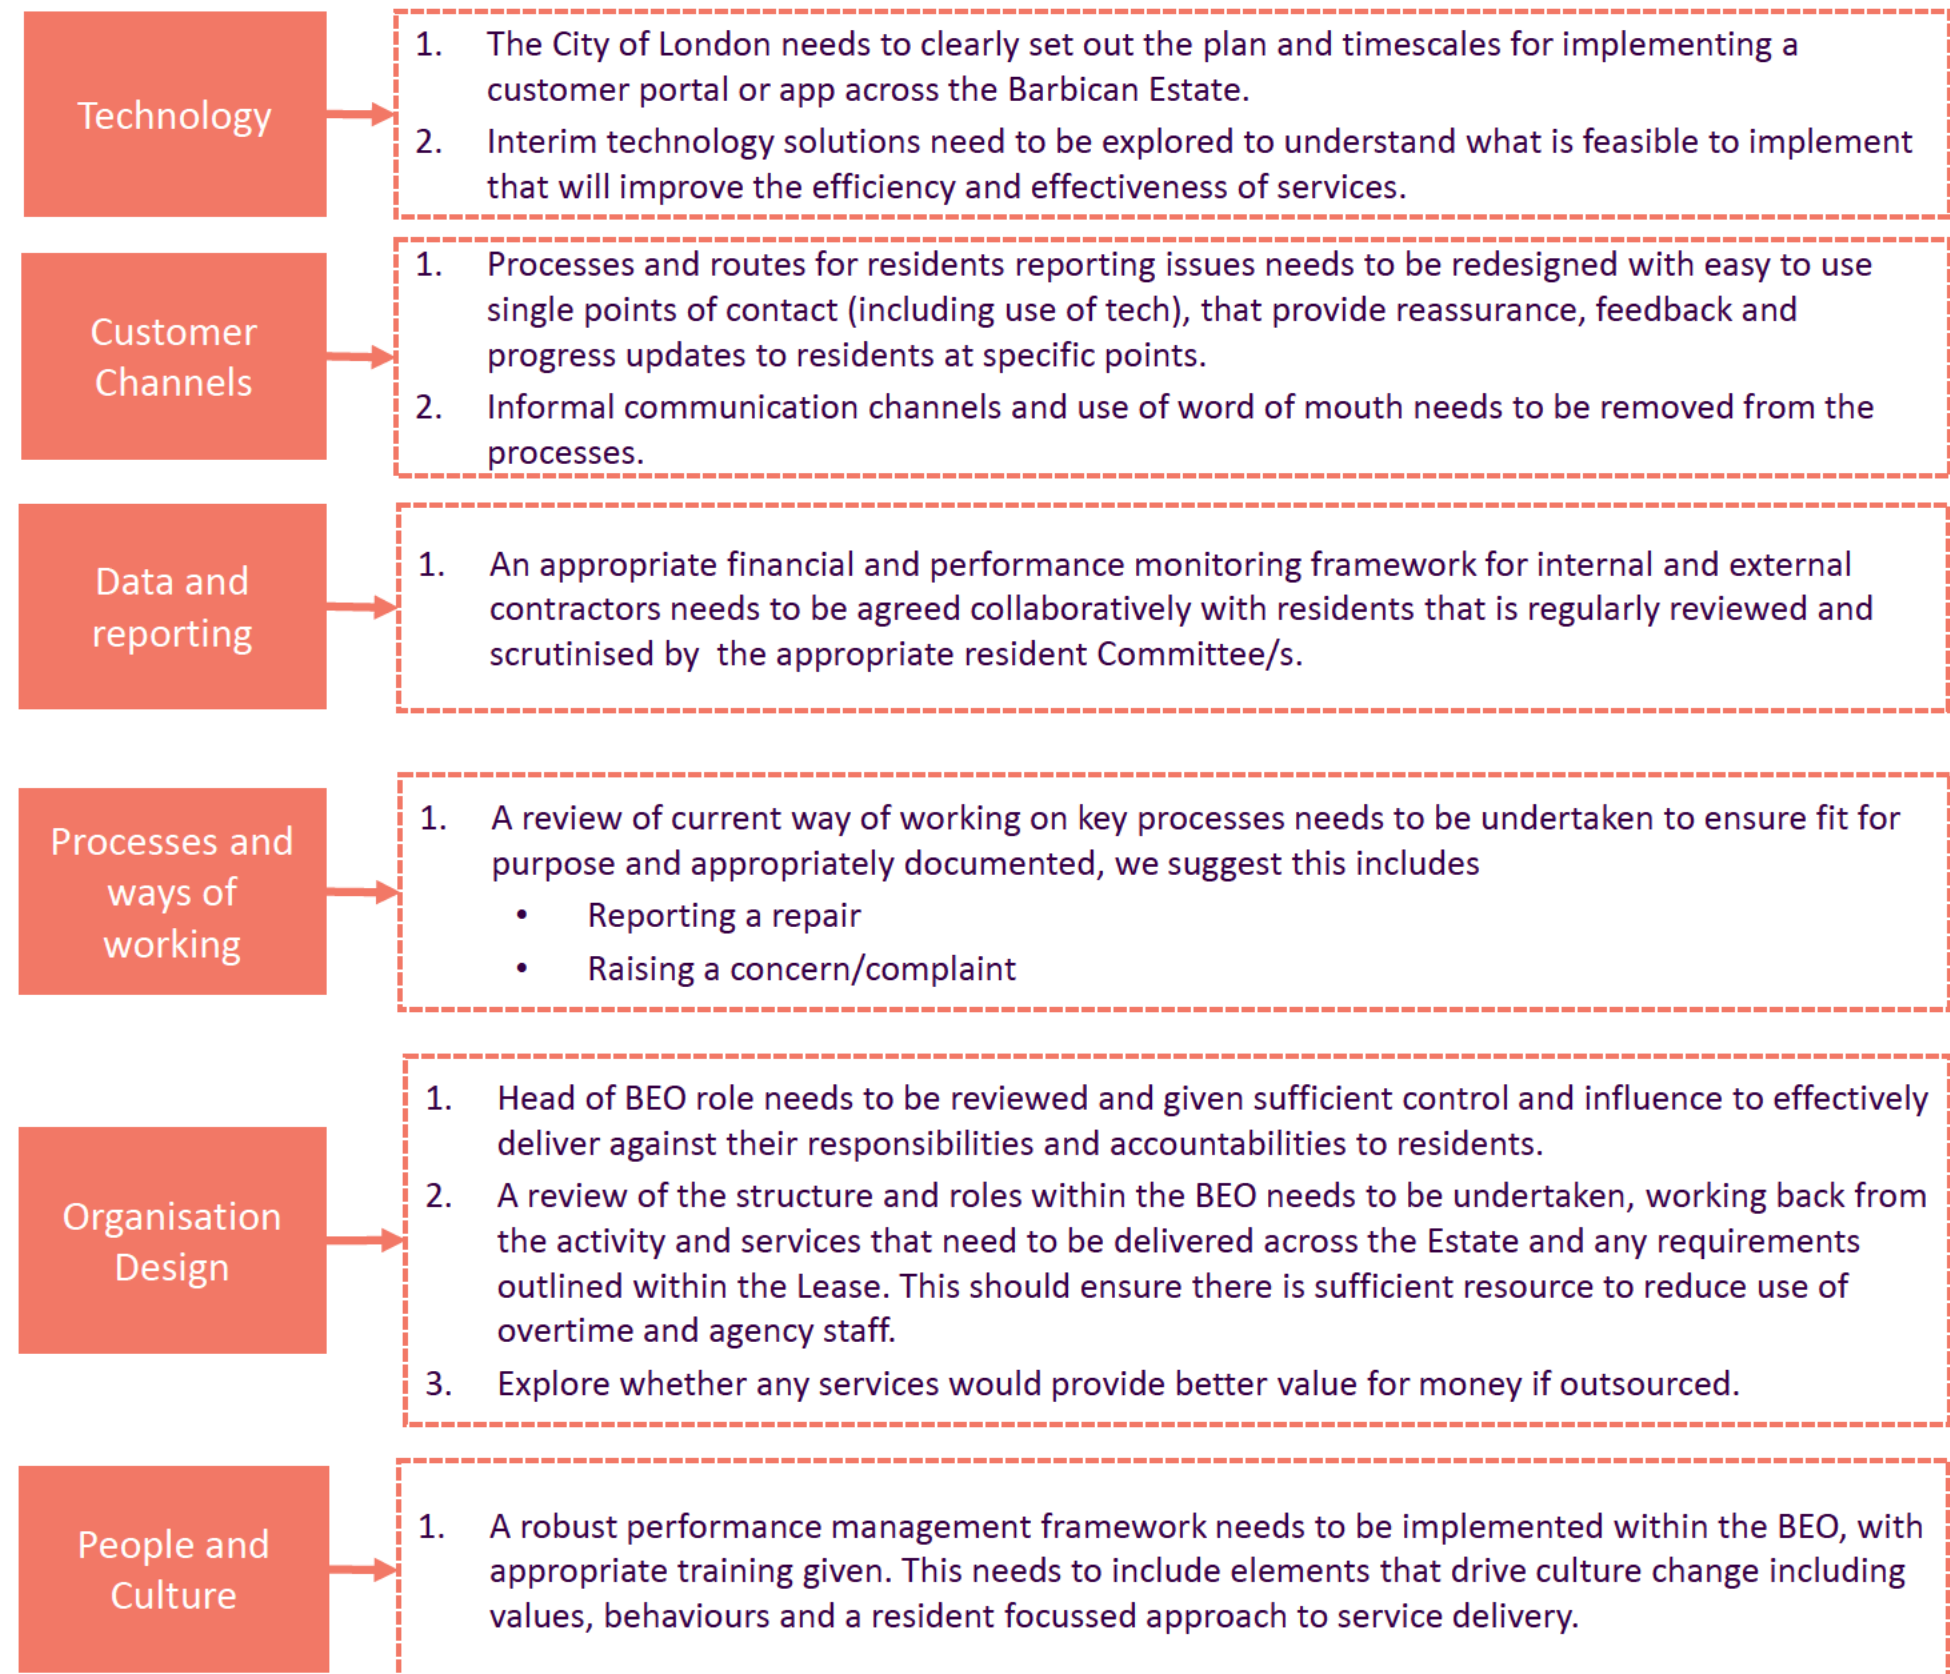 Technology
1. The City of London needs to clearly set out the plan and timescales for implementing a
customer portal or app across the Barbican Estate.
2. Interim technology solutions need to be explored to understand what is feasible to implement
that will improve the efficiency and effectiveness of services.
Customer
Channels
1. Processes and routes for residents reporting issues needs to be redesigned with easy to use
single points of contact (including use of tech), that provide reassurance, feedback and
progress updates to residents at specific points.
2. Informal communication channels and use of word of mouth needs to be removed from the
processes.
Data and
reporting
1. An appropriate financial and performance monitoring framework for internal and external
contractors needs to be agreed collaboratively with residents that is regularly reviewed and
scrutinised by  the appropriate resident Committee/s.
Processes and
ways of
working
1. A review of current way of working on key processes needs to be undertaken to ensure fit for
purpose and appropriately documented, we suggest this includes
• Reporting a repair
• Raising a concern/complaint
Organisation
Design
1. Head of BEO role needs to be reviewed and given sufficient control and influence to effectively
deliver against their responsibilities and accountabilities to residents.
2. A review of the structure and roles within the BEO needs to be undertaken, working back from
the activity and services that need to be delivered across the Estate and any requirements
outlined within the Lease. This should ensure there is sufficient resource to reduce use of
overtime and agency staff.
3. Explore whether any services would provide better value for money if outsourced.
People and
Culture
1. A robust performance management framework needs to be implemented within the BEO, with
appropriate training given. This needs to include elements that drive culture change including
values, behaviours and a resident focussed approach to service delivery.